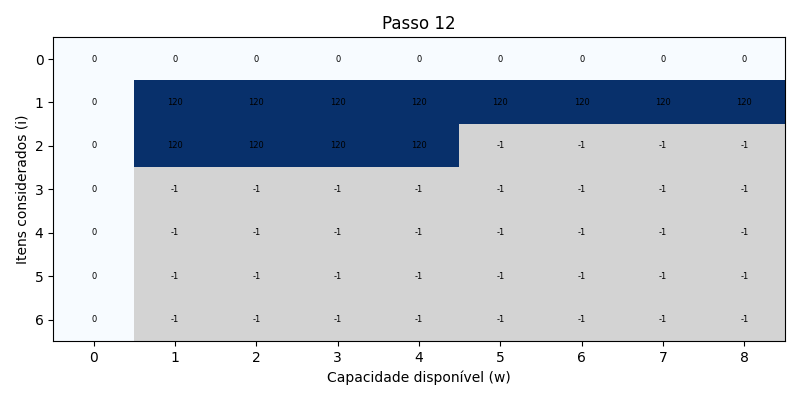 Passo 12
Itens considerados (i)
0 0 0 0 0 0 0 0 0 0
1 0 120 120 120 120 120 120 120 120
2 0 120 120 120 120 -1 -1 -1 -1
3 0 -1 -1 -1 -1 -1 -1 -1 -1
4 0 -1 -1 -1 -1 -1 -1 -1 -1
5 0 -1 -1 -1 -1 -1 -1 -1 -1
6 0 -1 -1 -1 -1 -1 -1 -1 -1
0 1 2 3 4 5 6 7 8
Capacidade disponível (w)